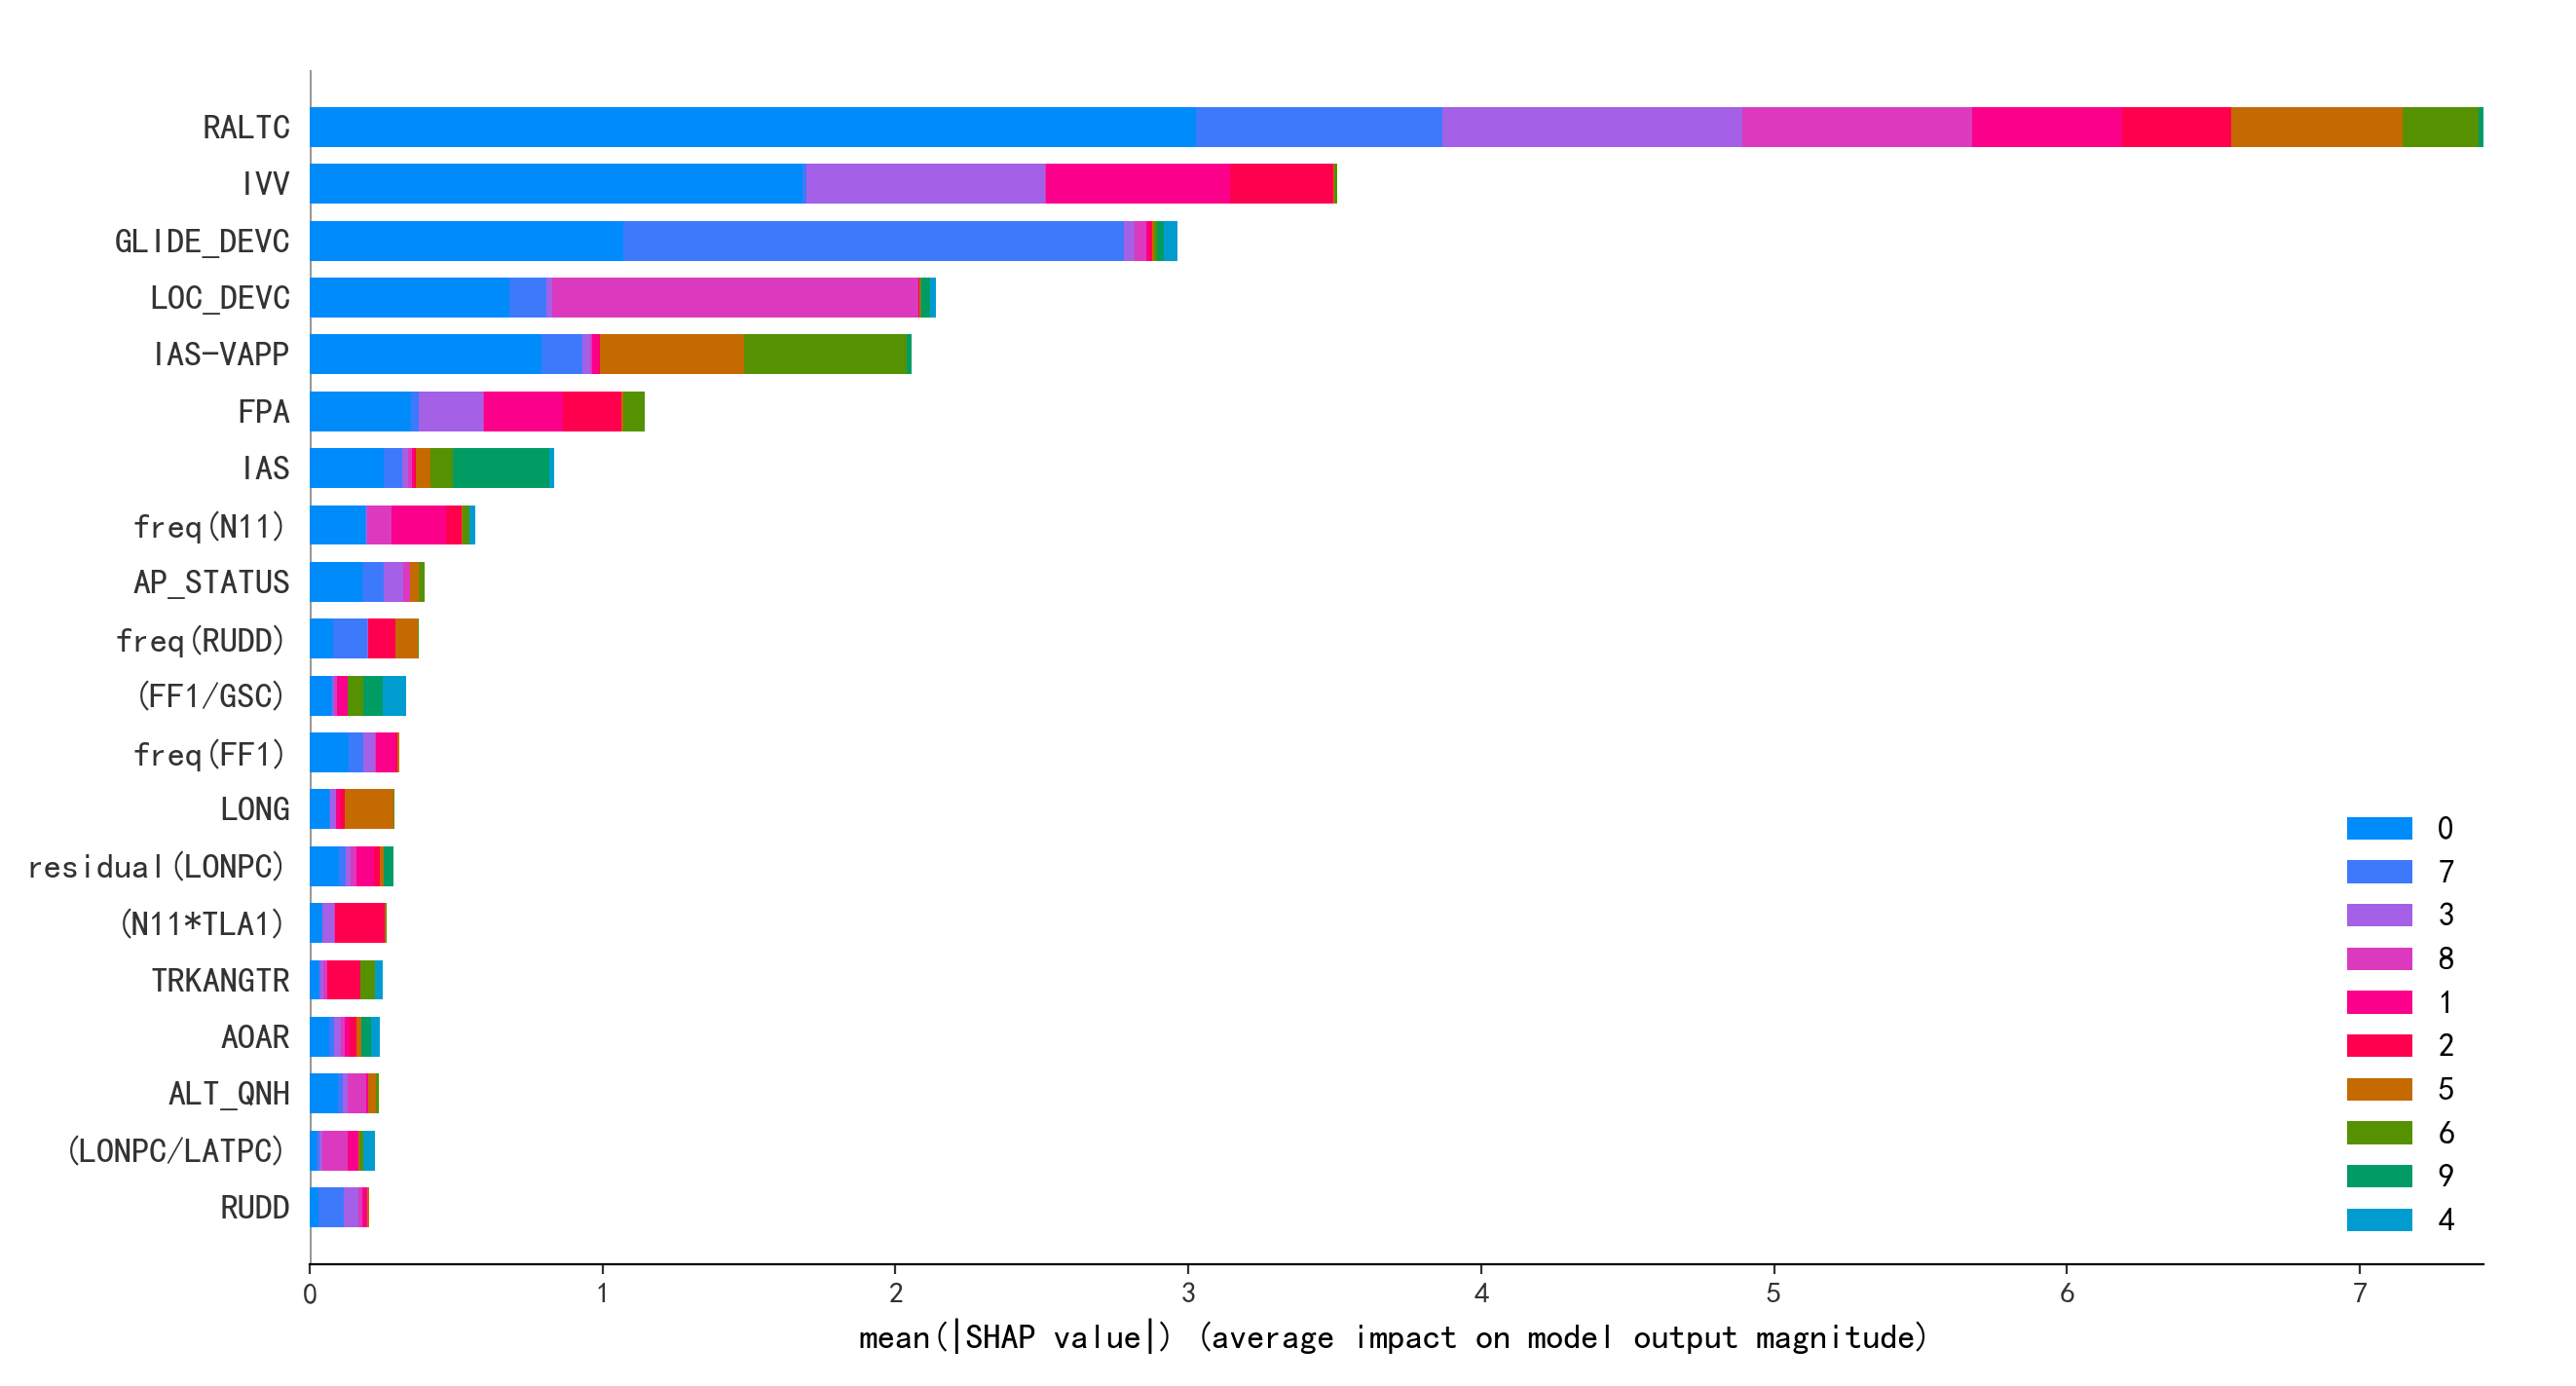 RALTC
IVV
GLIDE_DEVC
LOC_DEVC
IAS-VAPP
FPA
IAS
freq(N11)
AP_STATUS
freq(RUDD)
(FF1/GSC)
freq(FF1)
LONG
residual(LONPC)
(N11*TLA1)
TRKANGTR
AOAR
ALT_QNH
(LONPC/LATPC)
RUDD
0
7
3
8
1
2
5
6
9
4
0 1 2 3 4 5 6 7
mean(|SHAP value|) (average impact on model output magnitude)